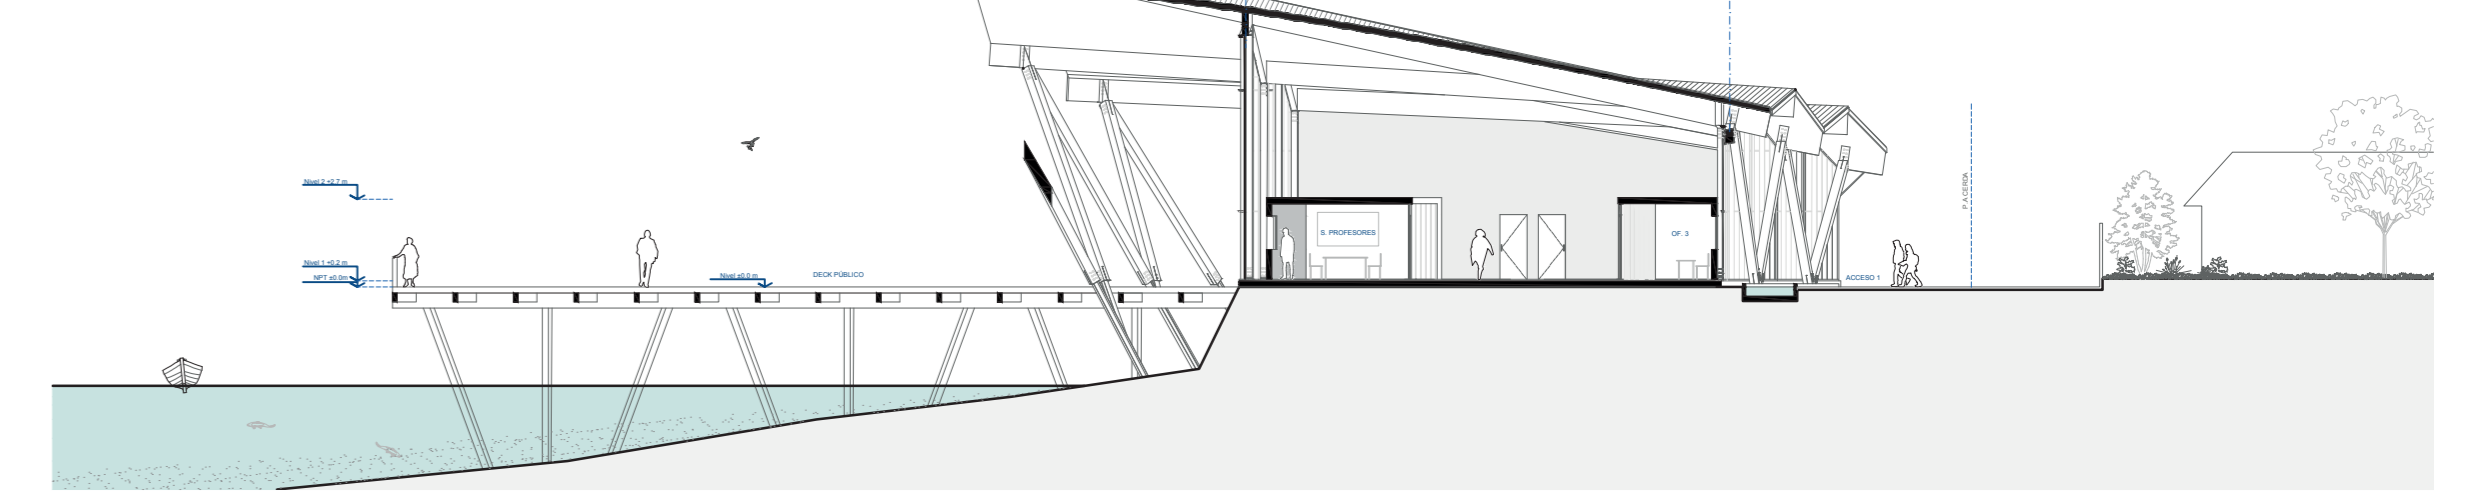 Nivel 2 +2.7 m
Nivel 1 +0.2 m
NPT ±0.0m
Nivel ±0.0 m
DECK PÚBLICO
S. PROFESORES
OF. 3
ACCESO 1
P. ACERDA